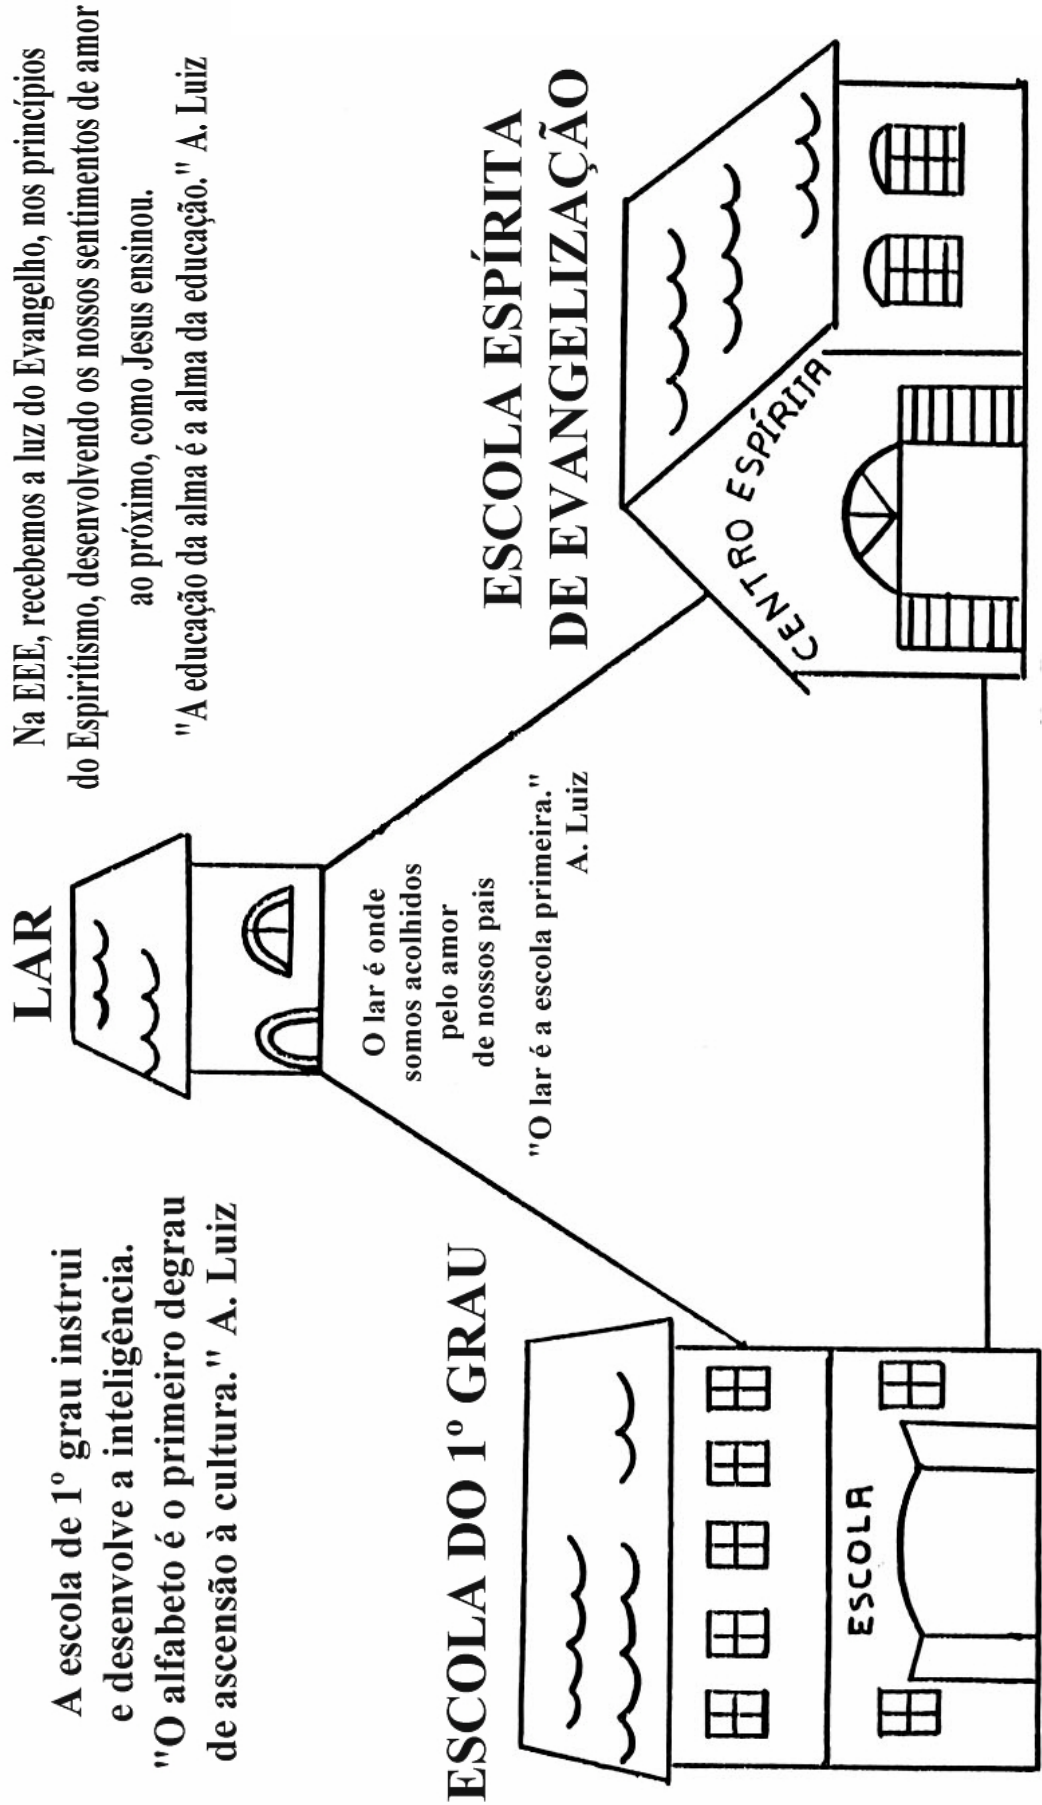 A escola de 1º grau instrui
e desenvolve a inteligência.
"O alfabeto é o primeiro degrau
de ascensão à cultura." A. Luiz
LAR
Na EEE, recebemos a luz do Evangelho, nos princípios
do Espiritismo, desenvolvendo os nossos sentimentos de amor
ao próximo, como Jesus ensinou.
"A educação da alma é a alma da educação." A. Luiz
O lar é onde
somos acolhidos
pelo amor
de nossos pais
"O lar é a escola primeira."
A. Luiz
ESCOLA DO 1º GRAU
ESCOLA
ESCOLA ESPÍRITA
DE EVANGELIZAÇÃO
CENTRO ESPÍRITA